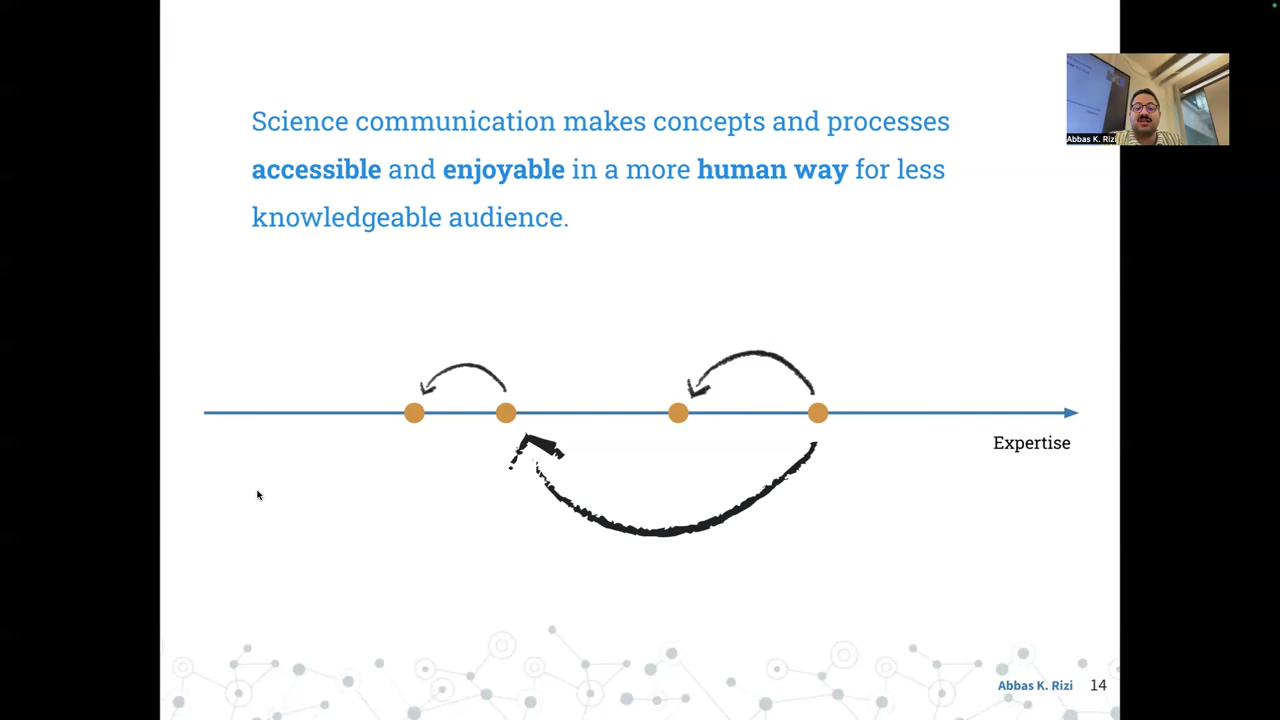 Science communication makes concepts and processes
accessible and enjoyable in a more human way for less
knowledgeable audience.
Abbas K. Rizi
Expertise
Abbas K. Rizi 14